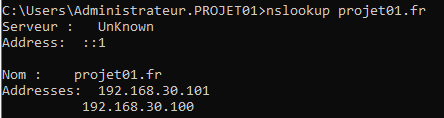 C:\Users\Administrateur.PROJET01>nslookup projet01.fr
Serveur :   UnKnown
Address:  ::1
Nom :    projet01.fr
Addresses:  192.168.30.101
192.168.30.100